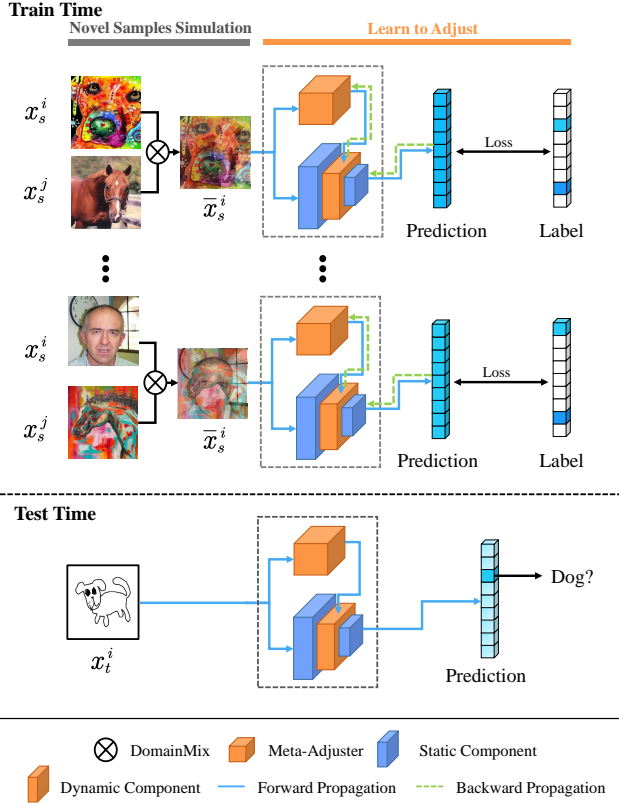 Train Time
Novel Samples Simulation
Learn to Adjust
x_s^i
x_s^j
x̅_s^i
Loss
Prediction
Label
x_s^i
x_s^j
x̅_s^i
Loss
Prediction
Label
Test Time
x_t^i
Dog?
Prediction
DomainMix
Meta-Adjuster
Static Component
Dynamic Component
Forward Propagation
Backward Propagation